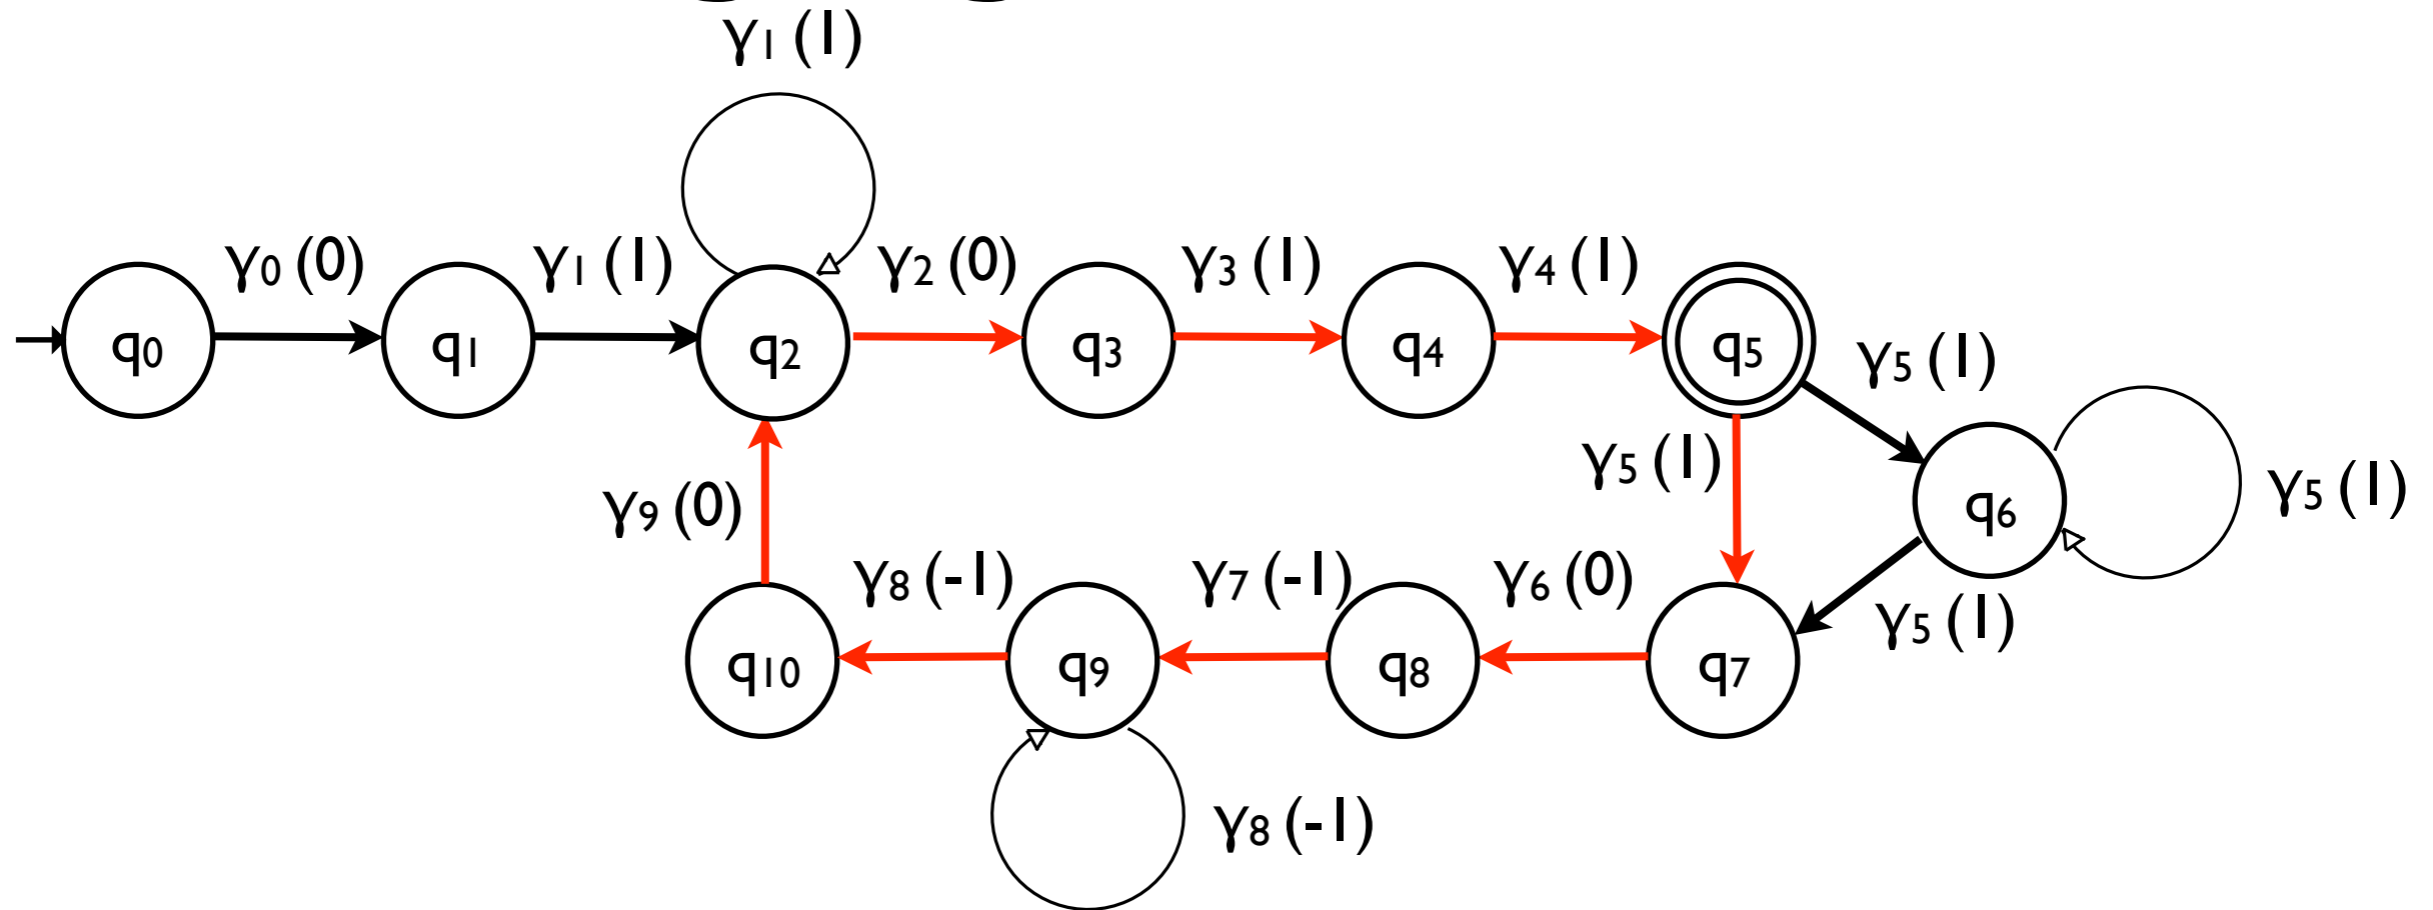 γ1 (1)
γ0 (0) γ1 (1) γ2 (0) γ3 (1) γ4 (1)
q0 q1 q2 q3 q4 q5
γ5 (1)
γ5 (1)
γ5 (1)
γ9 (0)
q6
γ8 (-1) γ7 (-1) γ6 (0)
γ5 (1)
q10 q9 q8 q7
γ8 (-1)